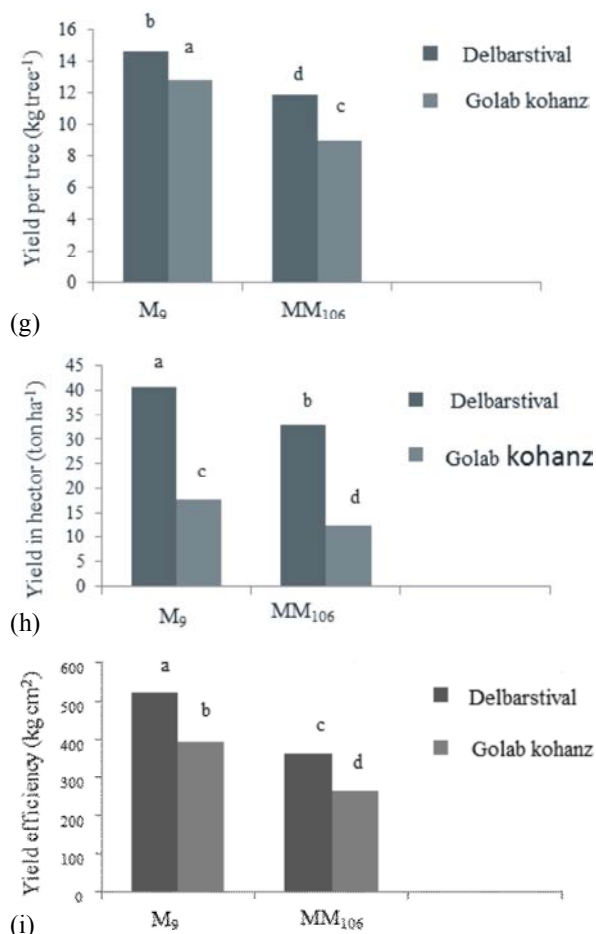 Yield per tree (kg tree-1)
16
14
12
10
8
6
4
2
0
b
a
d
c
Delbarstival
Golab kohanz
M9
MM106
(g)
Yield in hector (ton ha-1)
45
40
35
30
25
20
15
10
5
0
a
c
b
d
Delbarstival
Golab kohanz
M9
MM106
(h)
Yield efficiency (kg cm2)
600
500
400
300
200
100
0
a
b
c
d
Delbarstival
Golab kohanz
M9
MM106
(i)